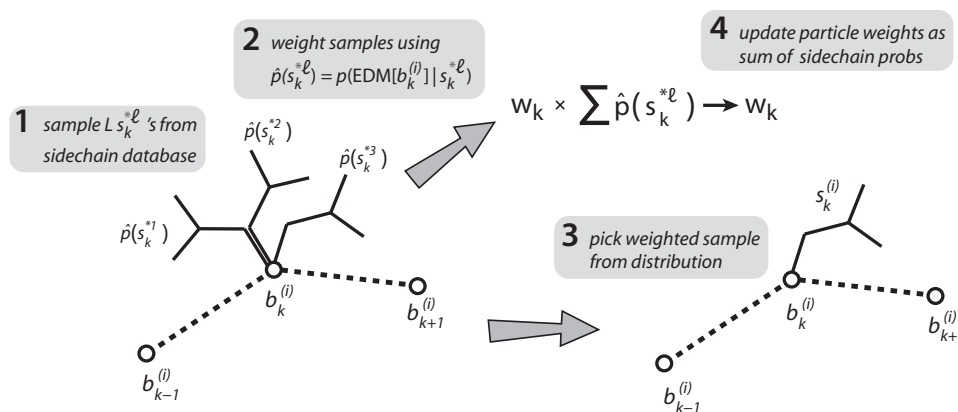 1 sample L s_k^{*ℓ} 's from
sidechain database
2 weight samples using
p̂(s_k^{*ℓ}) = p(EDM[b_k^{(i)}] | s_k^{*ℓ})
4 update particle weights as
sum of sidechain probs
w_k × ∑ p̂(s_k^{*ℓ}) → w_k
p̂(s_k^{*1})
p̂(s_k^{*2})
p̂(s_k^{*3})
b_k^{(i)}
b_{k+1}^{(i)}
b_{k−1}^{(i)}
3 pick weighted sample
from distribution
s_k^{(i)}
b_k^{(i)}
b_{k+}^{(i)}
b_{k−1}^{(i)}